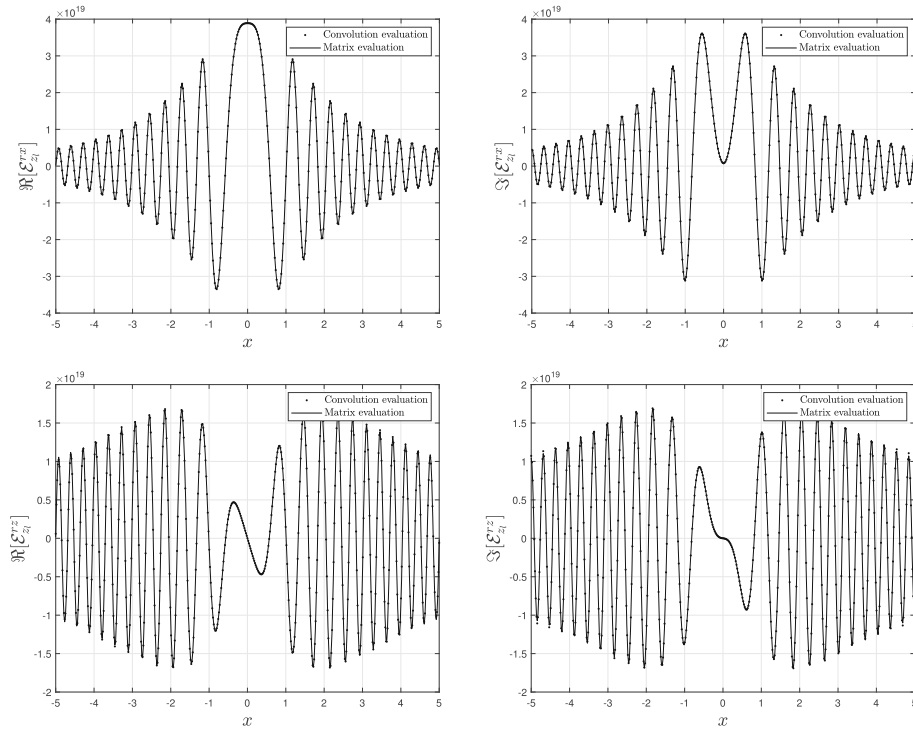 ×10^19
4
3
2
1
0
-1
-2
-3
-4
ℜ[𝓔_{z_l}^{rx}]
Convolution evaluation
Matrix evaluation
-5 -4 -3 -2 -1 0 1 2 3 4 5
x
×10^19
4
3
2
1
0
-1
-2
-3
-4
ℑ[𝓔_{z_l}^{rx}]
Convolution evaluation
Matrix evaluation
-5 -4 -3 -2 -1 0 1 2 3 4 5
x
×10^19
2
1.5
1
0.5
0
-0.5
-1
-1.5
-2
ℜ[𝓔_{z_l}^{rz}]
Convolution evaluation
Matrix evaluation
-5 -4 -3 -2 -1 0 1 2 3 4 5
x
×10^19
2
1.5
1
0.5
0
-0.5
-1
-1.5
-2
ℑ[𝓔_{z_l}^{rz}]
Convolution evaluation
Matrix evaluation
-5 -4 -3 -2 -1 0 1 2 3 4 5
x